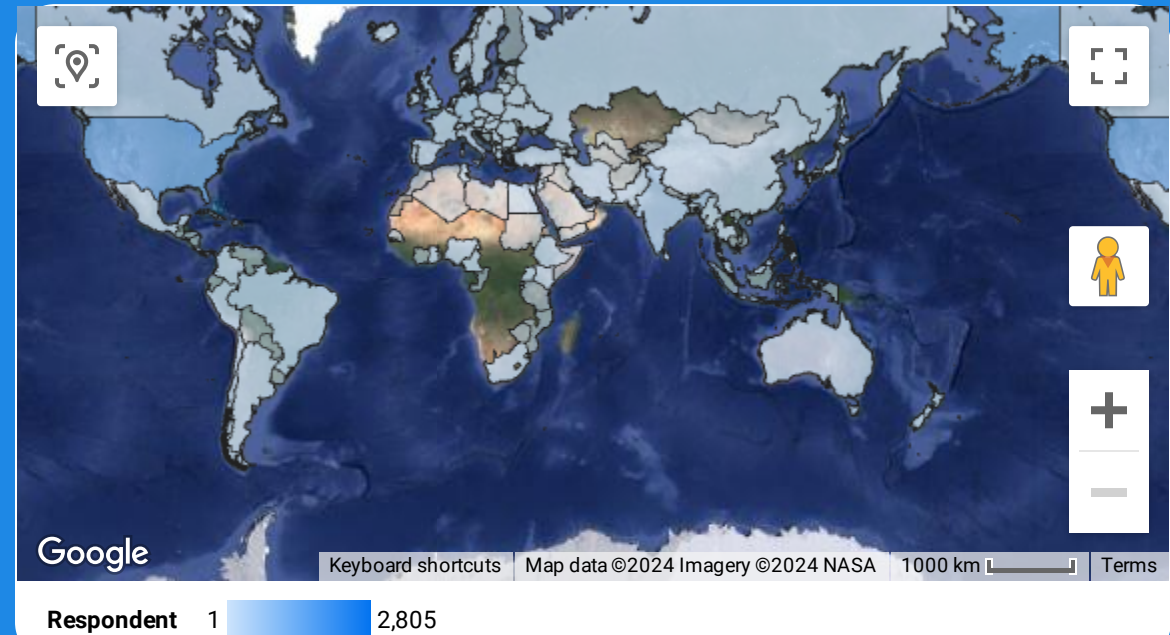 Google
Keyboard shortcuts
Map data ©2024 Imagery ©2024 NASA
1000 km
Terms
Respondent 1 2,805